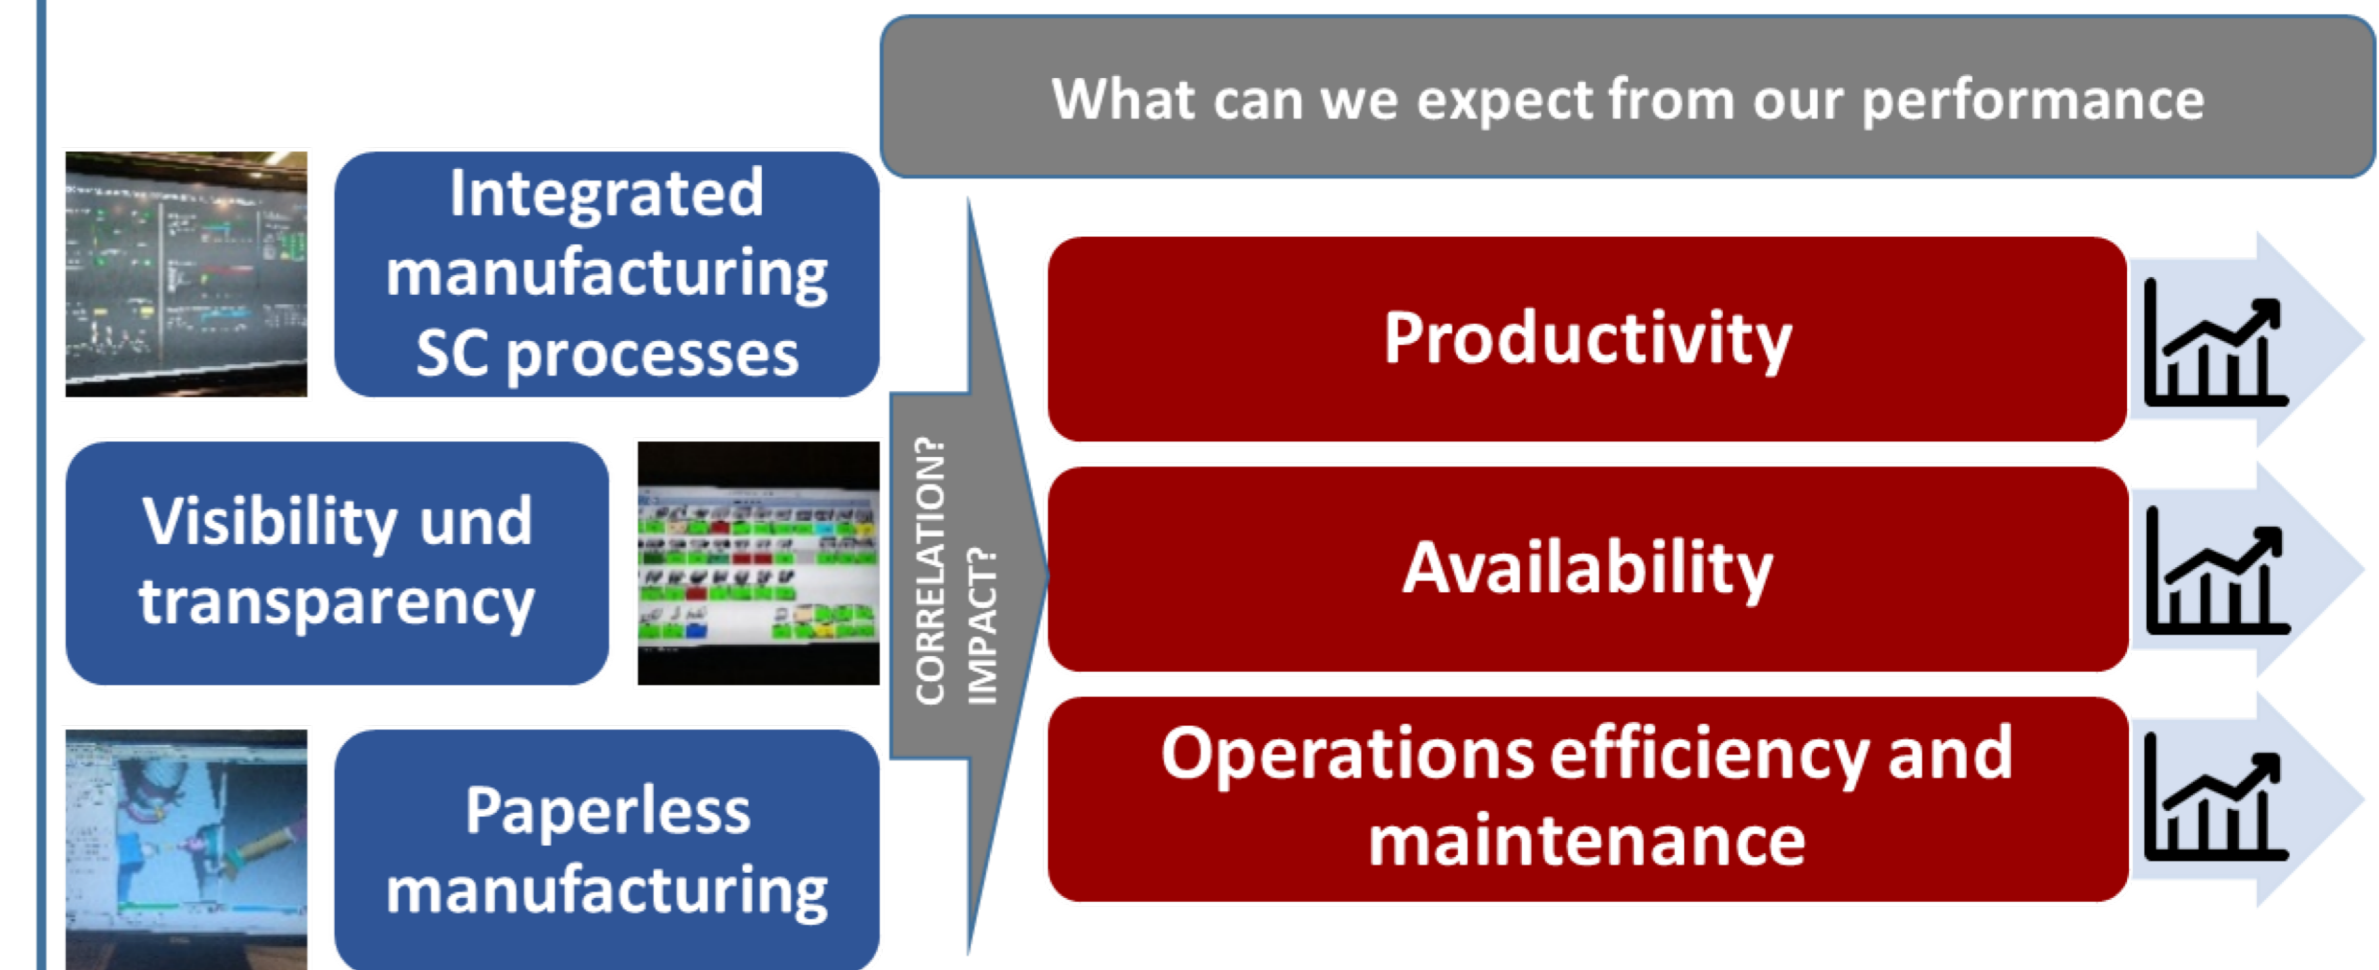 What can we expect from our performance
Integrated
manufacturing
SC processes
Visibility und
transparency
Paperless
manufacturing
CORRELATION?
IMPACT?
Productivity
Availability
Operations efficiency and
maintenance